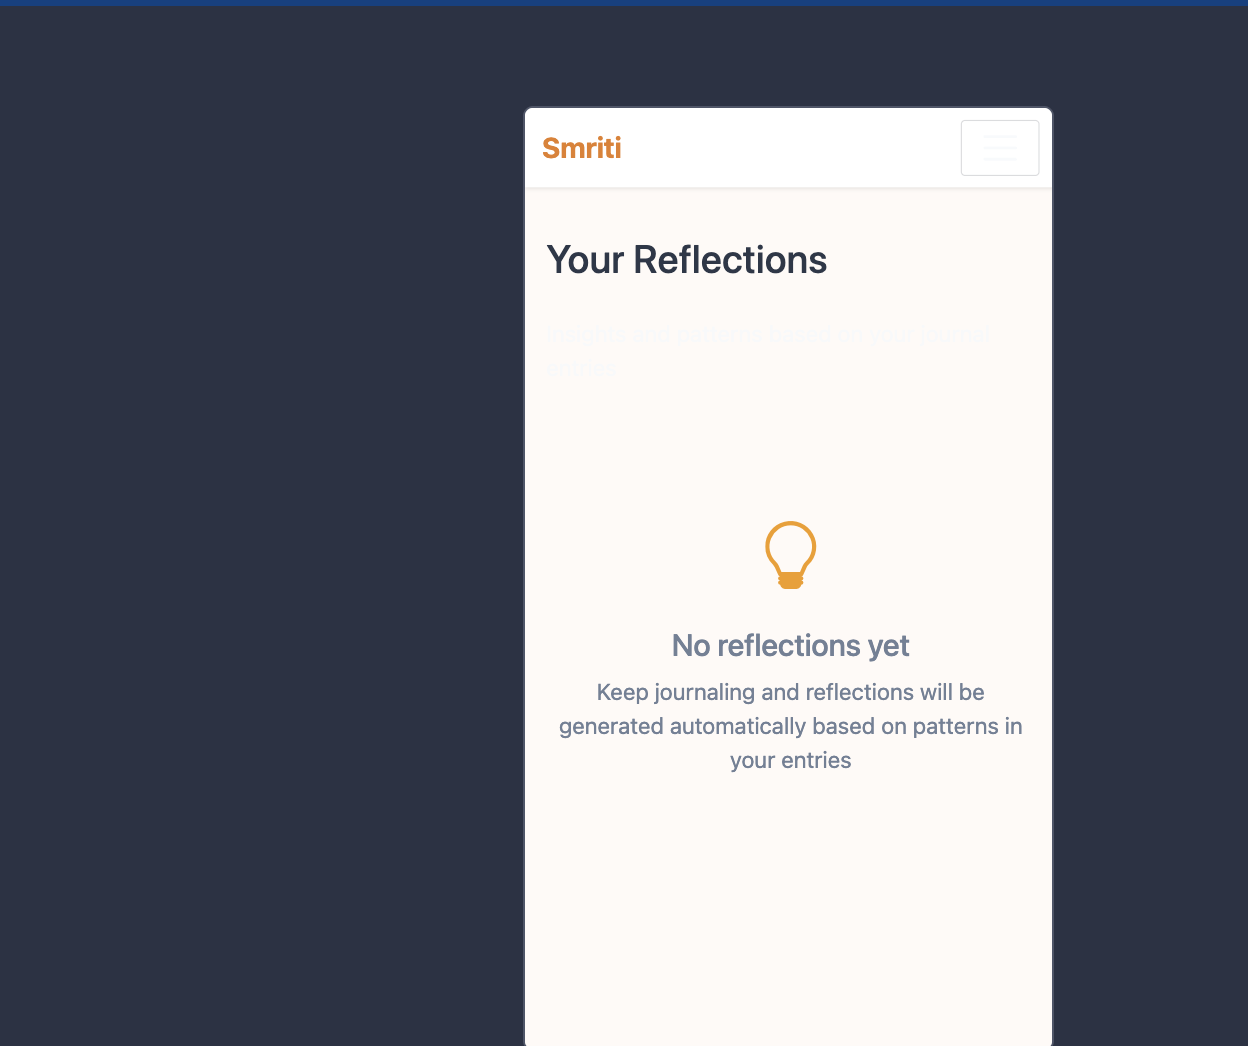 Smriti
Your Reflections
Insights and patterns based on your journal
entries
No reflections yet
Keep journaling and reflections will be
generated automatically based on patterns in
your entries